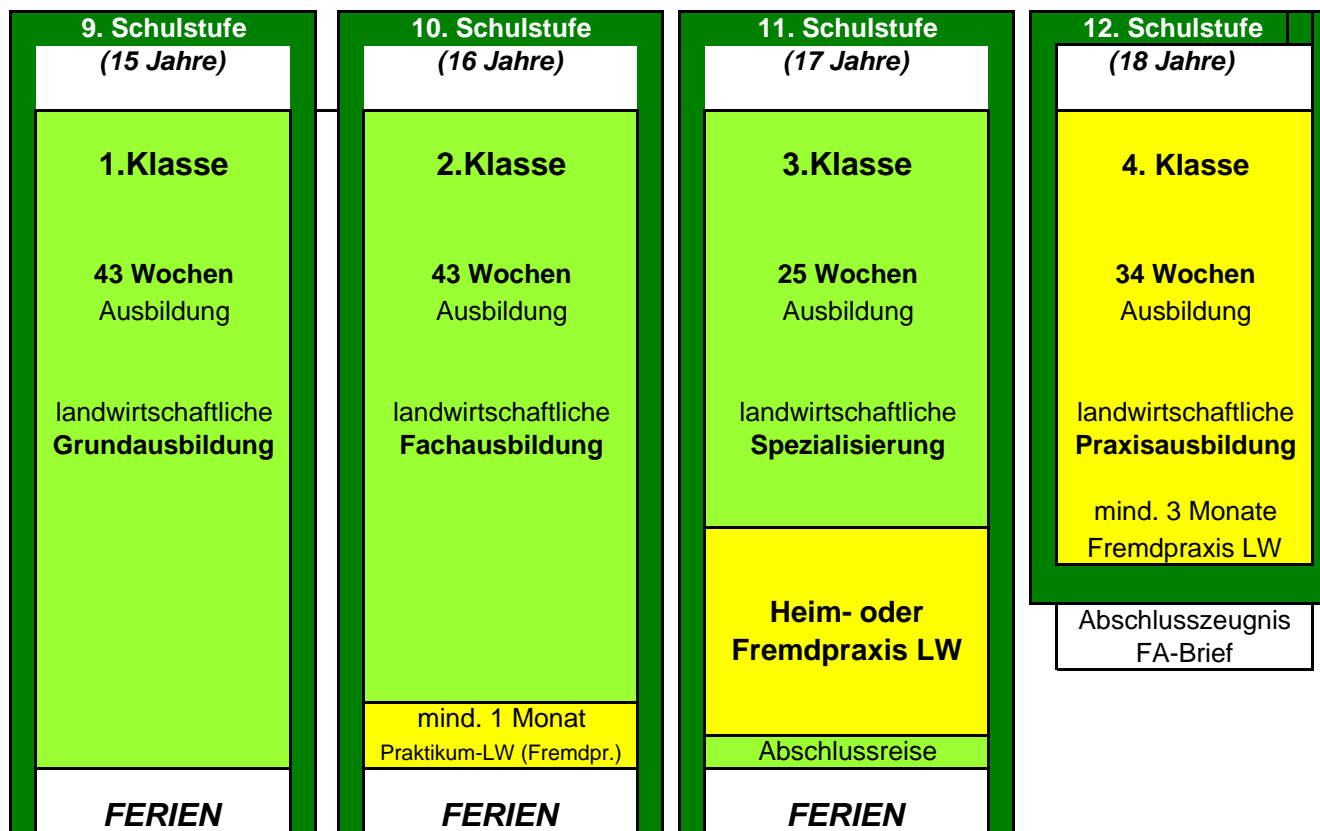 9. Schulstufe
(15 Jahre)
1.Klasse
43 Wochen
Ausbildung
landwirtschaftliche
Grundausbildung
FERIEN
10. Schulstufe
(16 Jahre)
2.Klasse
43 Wochen
Ausbildung
landwirtschaftliche
Fachausbildung
mind. 1 Monat
Praktikum-LW (Fremdpr.)
FERIEN
11. Schulstufe
(17 Jahre)
3.Klasse
25 Wochen
Ausbildung
landwirtschaftliche
Spezialisierung
Heim- oder
Fremdpraxis LW
Abschlussreise
FERIEN
12. Schulstufe
(18 Jahre)
4. Klasse
34 Wochen
Ausbildung
landwirtschaftliche
Praxisausbildung
mind. 3 Monate
Fremdpraxis LW
Abschlusszeugnis
FA-Brief